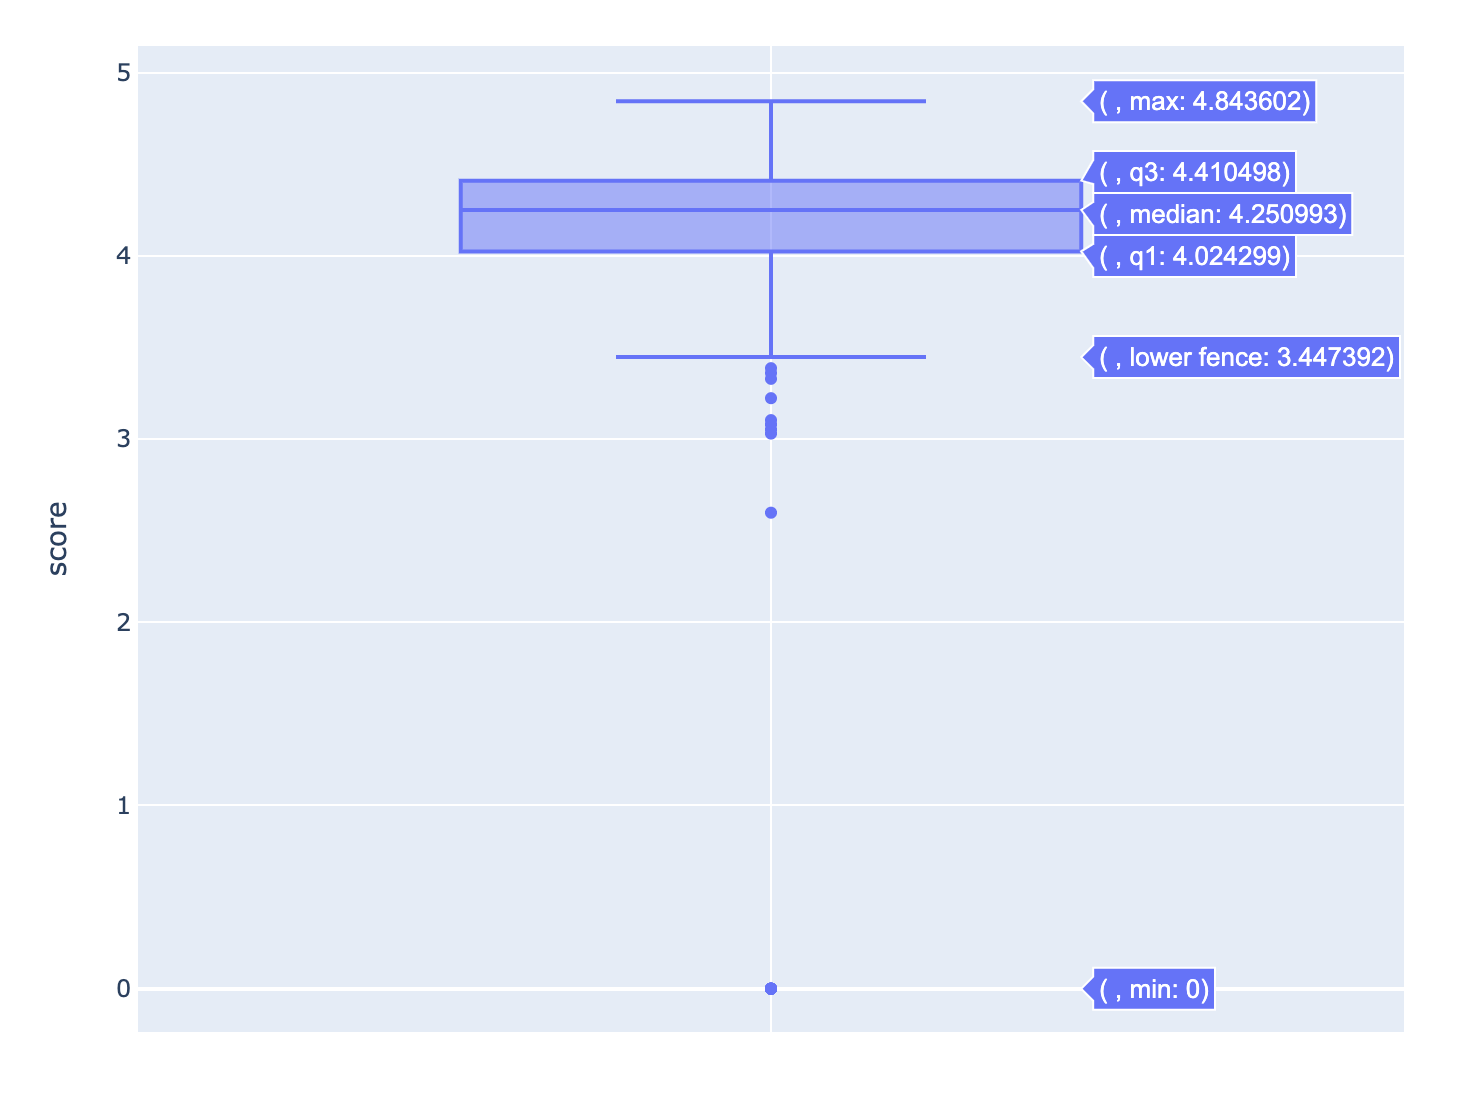 5
( , max: 4.843602)
( , q3: 4.410498)
( , median: 4.250993)
4
( , q1: 4.024299)
( , lower fence: 3.447392)
3
score
2
1
0
( , min: 0)